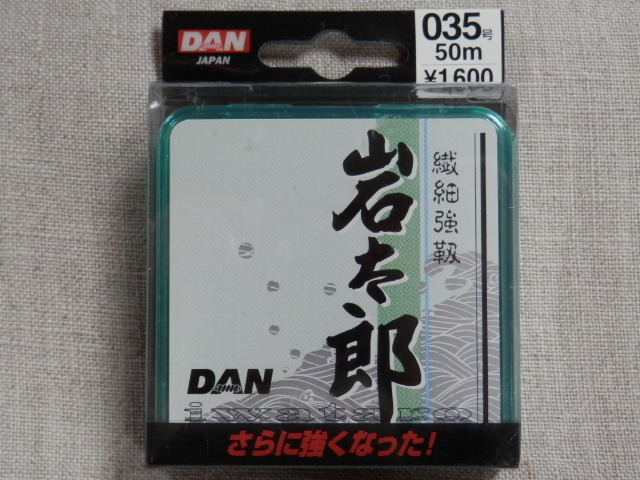 DAN
JAPAN
035号
50m
¥1,600
繊細強靱
岩太郎
DAN
iwataro
さらに強くなった!